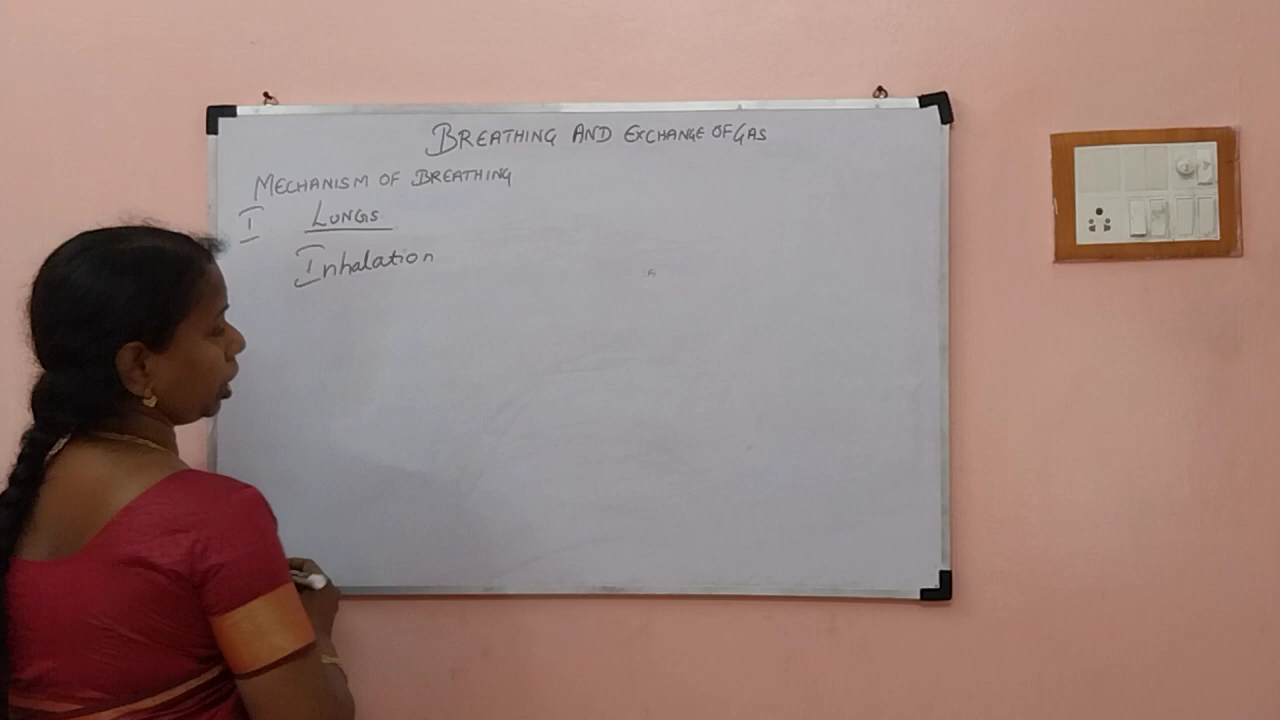 BREATHING AND EXCHANGE OF GAS
MECHANISM OF BREATHING
I LUNGS
Inhalation